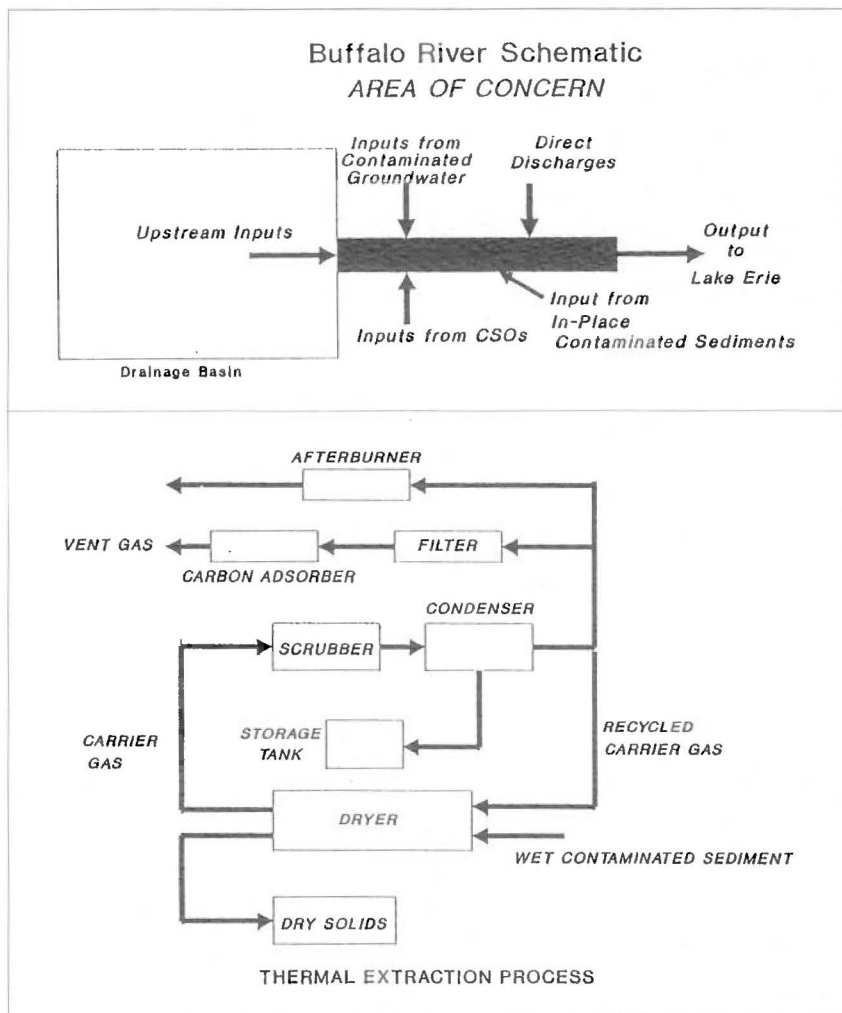 Buffalo River Schematic
AREA OF CONCERN
Inputs from
Contaminated
Groundwater
Direct
Discharges
Upstream Inputs
Output
to
Lake Erie
Input from
In-Place
Contaminated Sediments
Inputs from CSOs
Drainage Basin
AFTERBURNER
VENT GAS
FILTER
CARBON ADSORBER
CONDENSER
SCRUBBER
STORAGE
TANK
CARRIER
GAS
RECYCLED
CARRIER GAS
DRYER
WET CONTAMINATED SEDIMENT
DRY SOLIDS
THERMAL EXTRACTION PROCESS